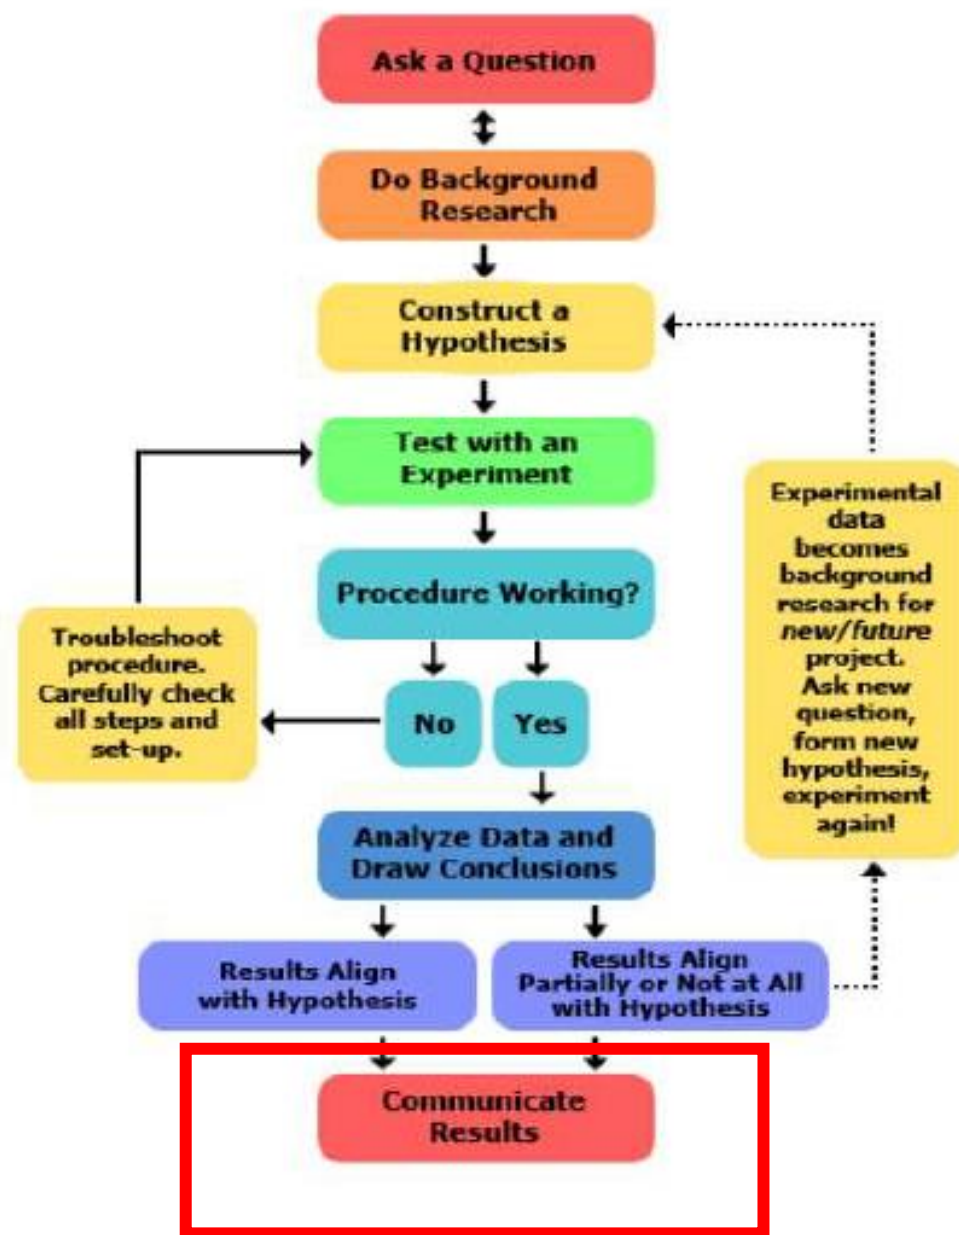 Ask a Question
Do Background
Research
Construct a
Hypothesis
Test with an
Experiment
Procedure Working?
Troubleshoot
procedure.
Carefully check
all steps and
set-up.
No
Yes
Experimental
data
becomes
background
research for
new/future
project.
Ask new
question,
form new
hypothesis,
experiment
again!
Analyze Data and
Draw Conclusions
Results Align
with Hypothesis
Results Align
Partially or Not at All
with Hypothesis
Communicate
Results